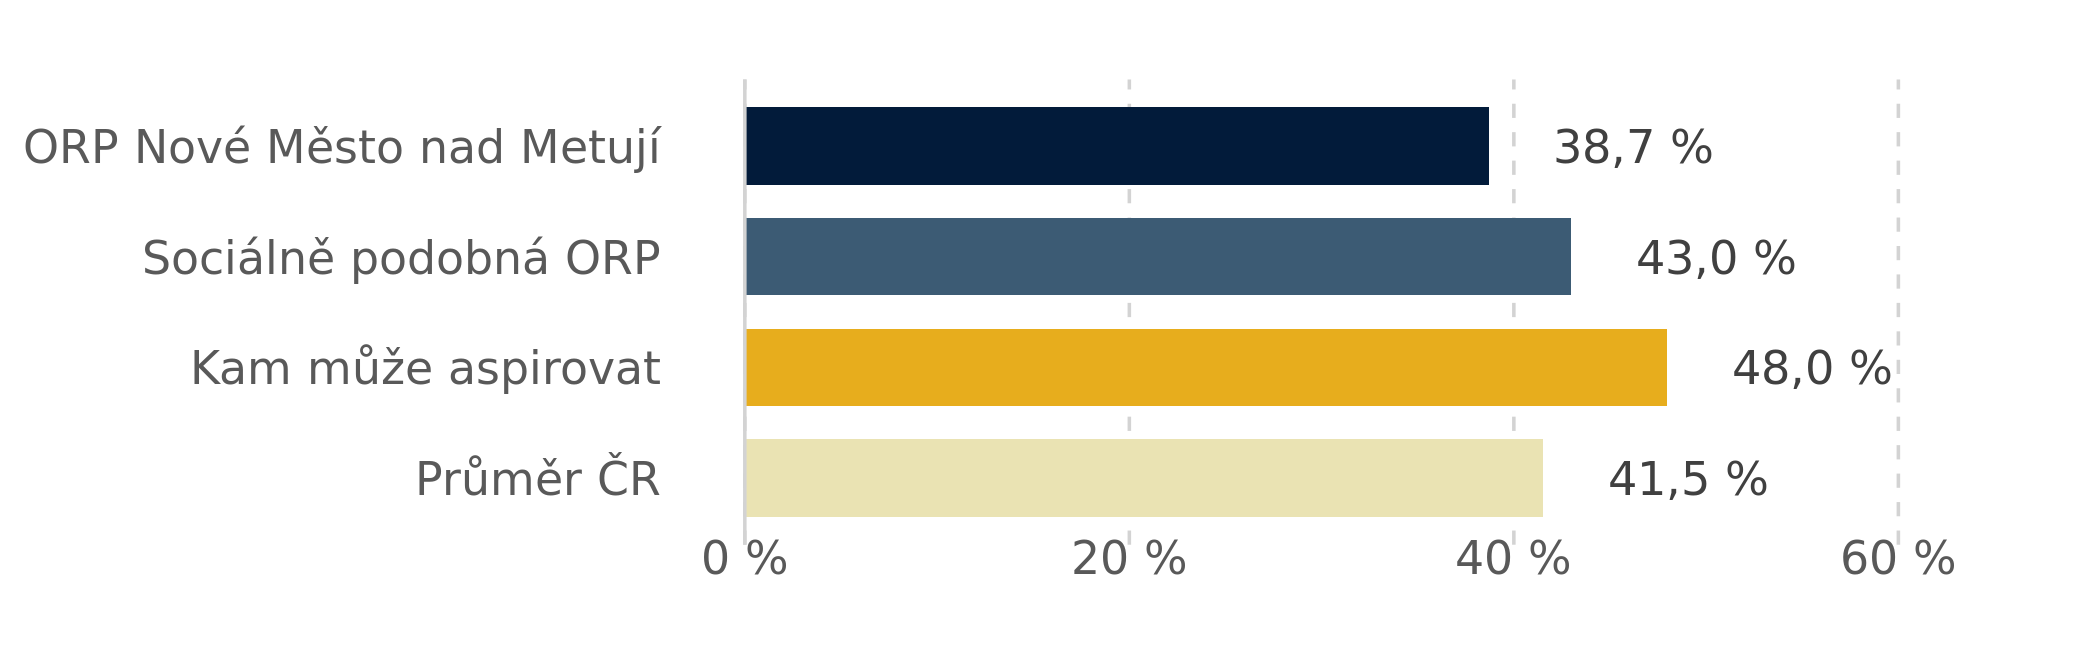 ORP Nové Město nad Metují 38,7 %
Sociálně podobná ORP 43,0 %
Kam může aspirovat 48,0 %
Průměr ČR 41,5 %
0 % 20 % 40 % 60 %